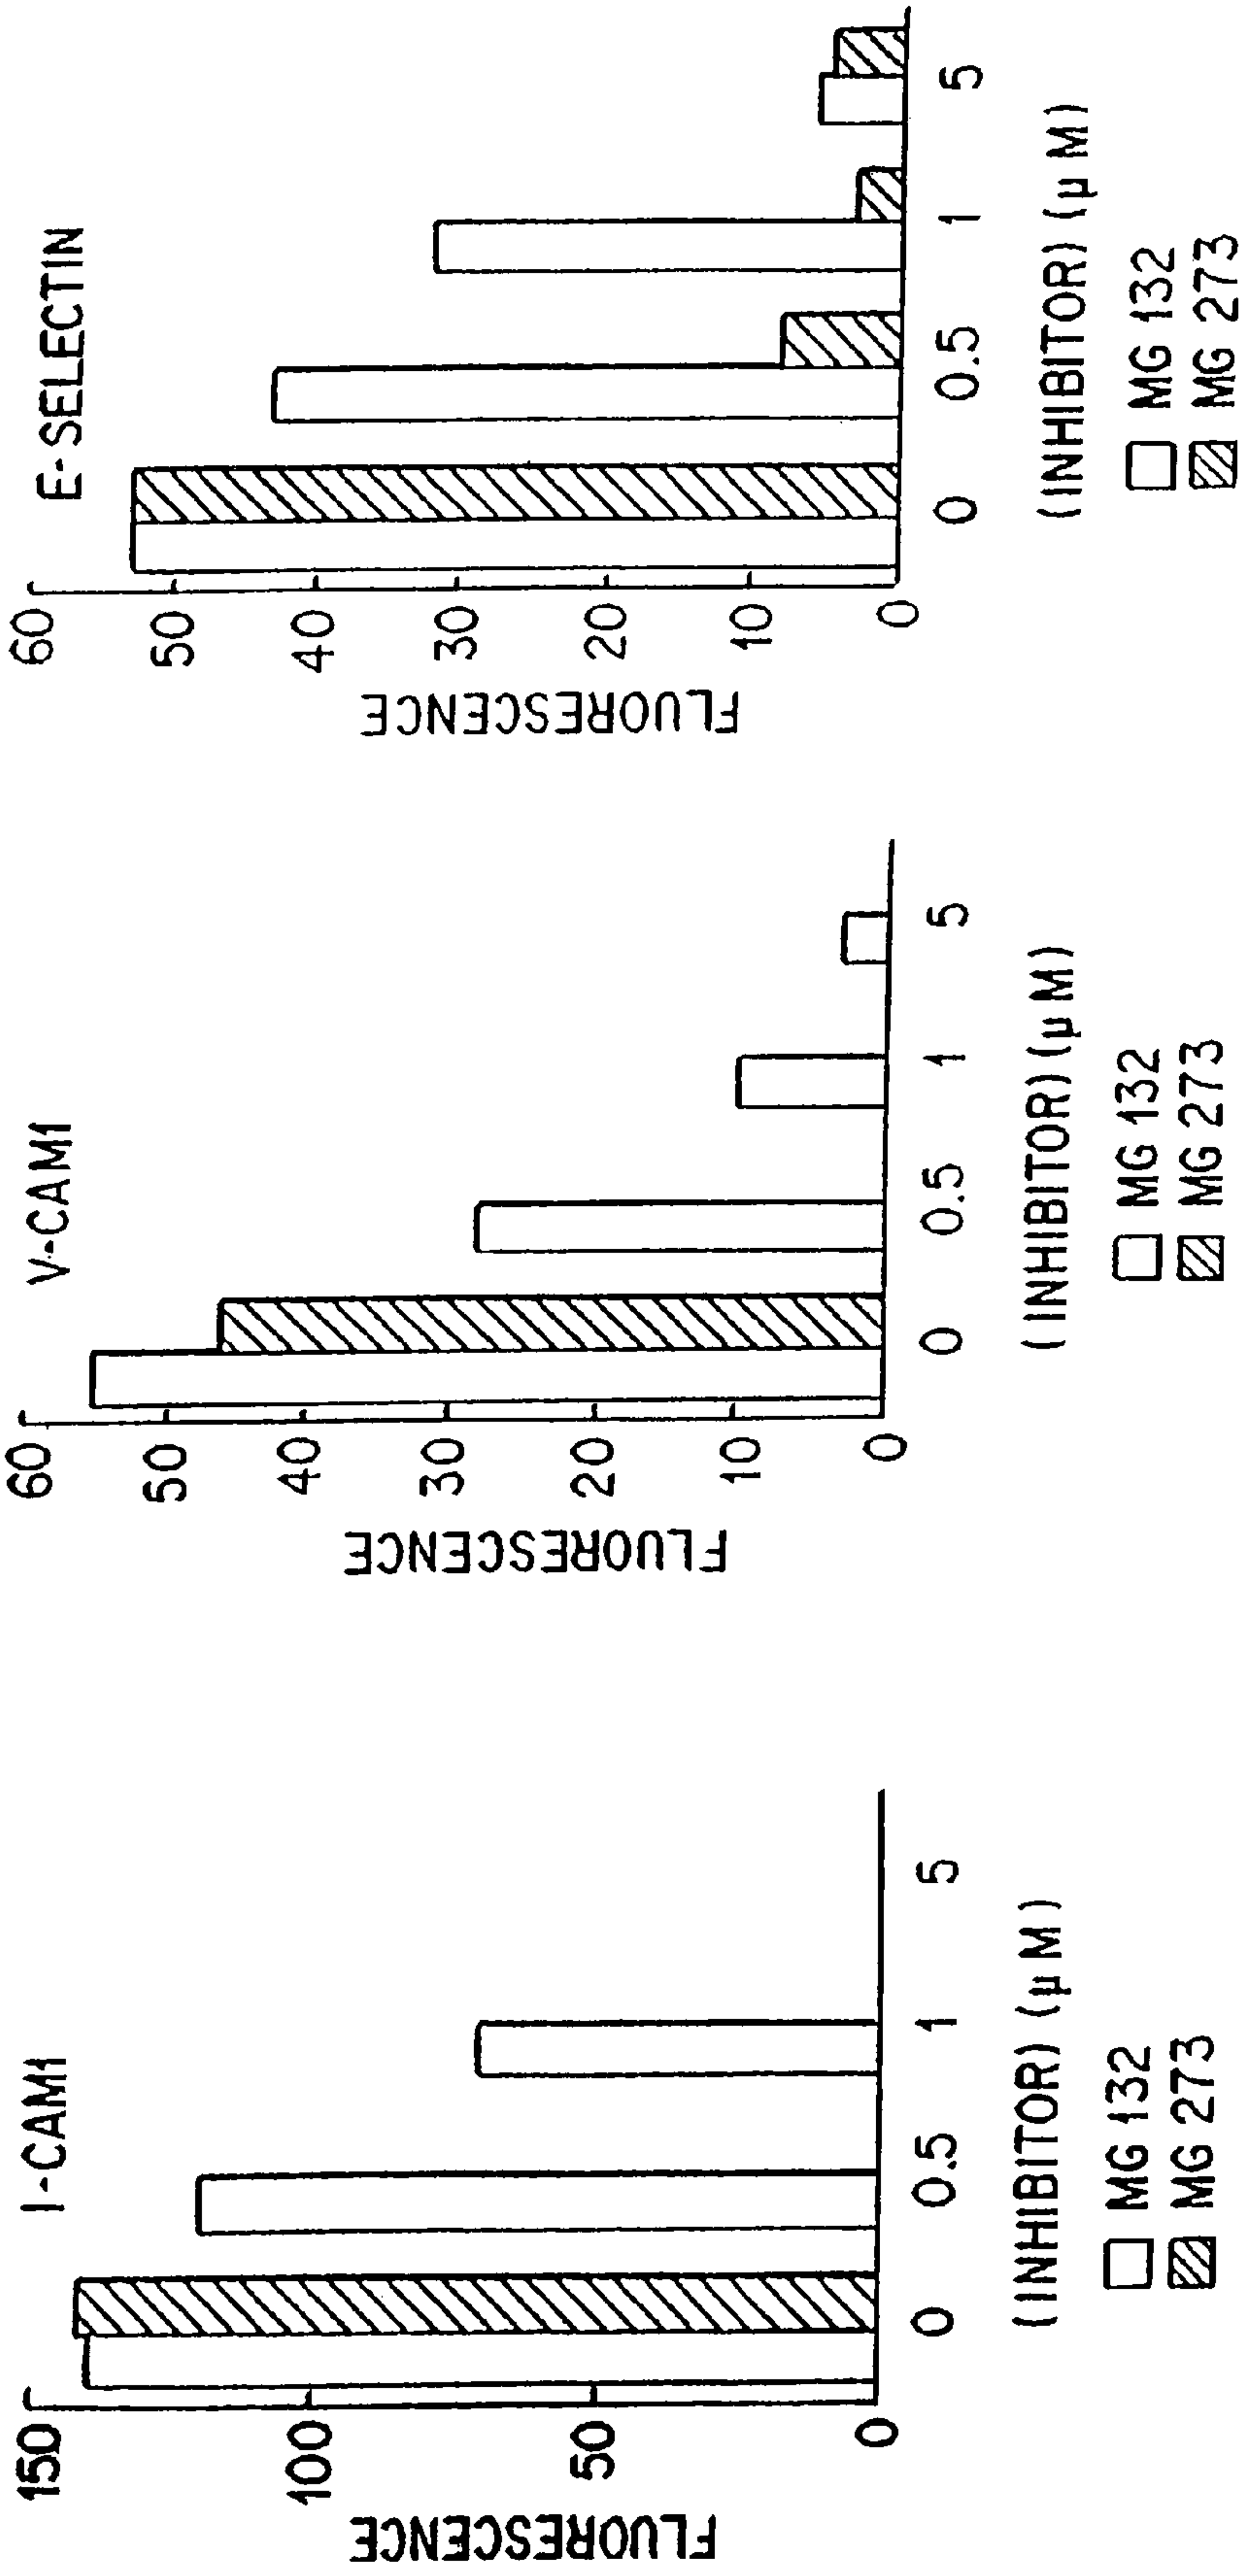 I-CAM1
FLUORESCENCE
150
100
50
0
0 0.5 1 5
(INHIBITOR) (μM)
MG 132
MG 273
V-CAM1
FLUORESCENCE
60
50
40
30
20
10
0
0 0.5 1 5
(INHIBITOR) (μM)
MG 132
MG 273
E-SELECTIN
FLUORESCENCE
60
50
40
30
20
10
0
0 0.5 1 5
(INHIBITOR) (μM)
MG 132
MG 273